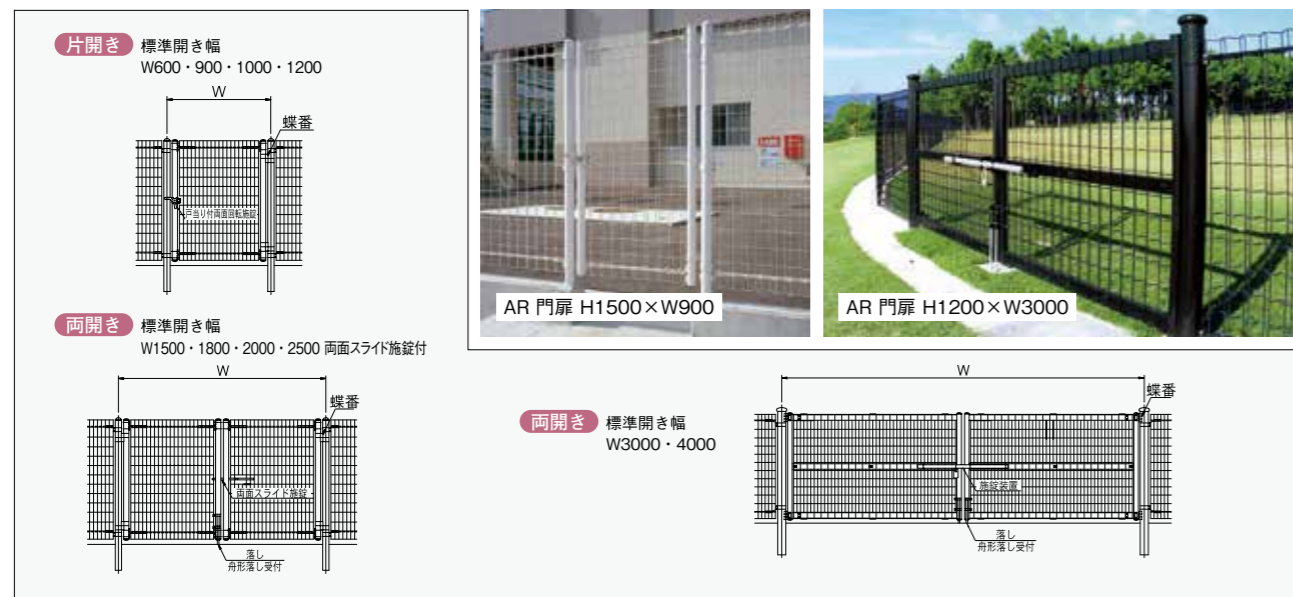 片開き 標準開き幅
W600・900・1000・1200
W
蝶番
戸当り付両面回転施錠
両開き 標準開き幅
W1500・1800・2000・2500 両面スライド施錠付
W
蝶番
両面スライド施錠
落し
舟形落し受付
AR 門扉 H1500×W900
AR 門扉 H1200×W3000
両開き 標準開き幅
W3000・4000
W
蝶番
施錠装置
落し
舟形落し受付